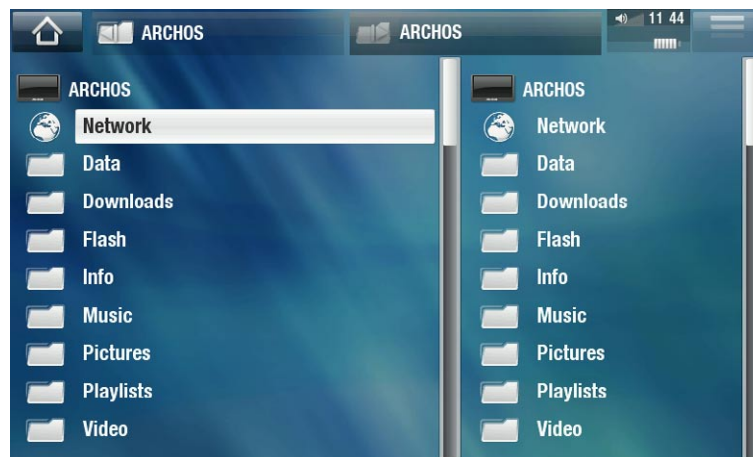 ARCHOS
ARCHOS
11 44
ARCHOS
Network
Data
Downloads
Flash
Info
Music
Pictures
Playlists
Video
ARCHOS
Network
Data
Downloads
Flash
Info
Music
Pictures
Playlists
Video